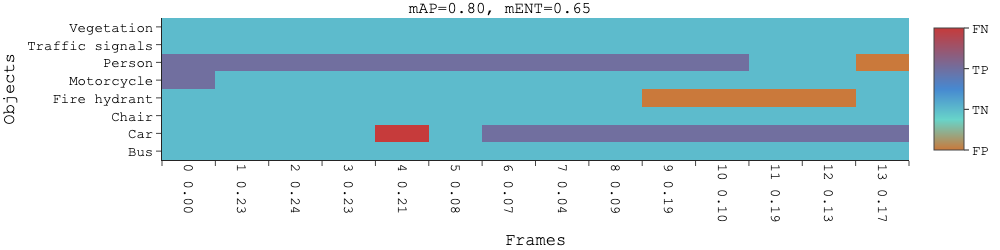 mAP=0.80, mENT=0.65
Objects
Vegetation
Traffic signals
Person
Motorcycle
Fire hydrant
Chair
Car
Bus
0 0.00
1 0.23
2 0.24
3 0.23
4 0.21
5 0.08
6 0.07
7 0.04
8 0.09
9 0.19
10 0.10
11 0.19
12 0.13
13 0.17
Frames
FN
TP
TN
FP